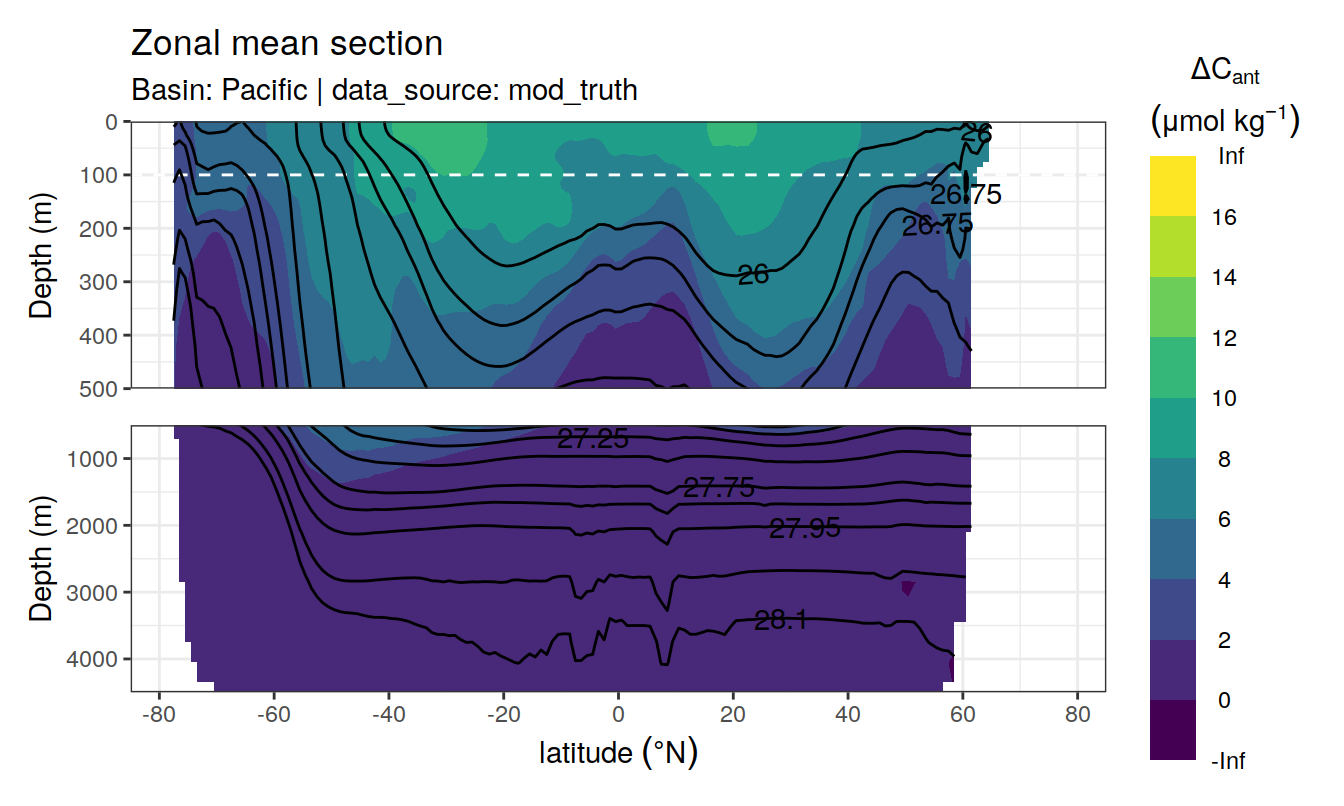 Zonal mean section
Basin: Pacific | data_source: mod_truth
Depth (m)
0
100
200
300
400
500
26
26.75
26.75
26
Depth (m)
1000
2000
3000
4000
27.25
27.75
27.95
28.1
-80 -60 -40 -20 0 20 40 60 80
latitude (°N)
ΔCant
(μmol kg−1)
Inf
16
14
12
10
8
6
4
2
0
-Inf